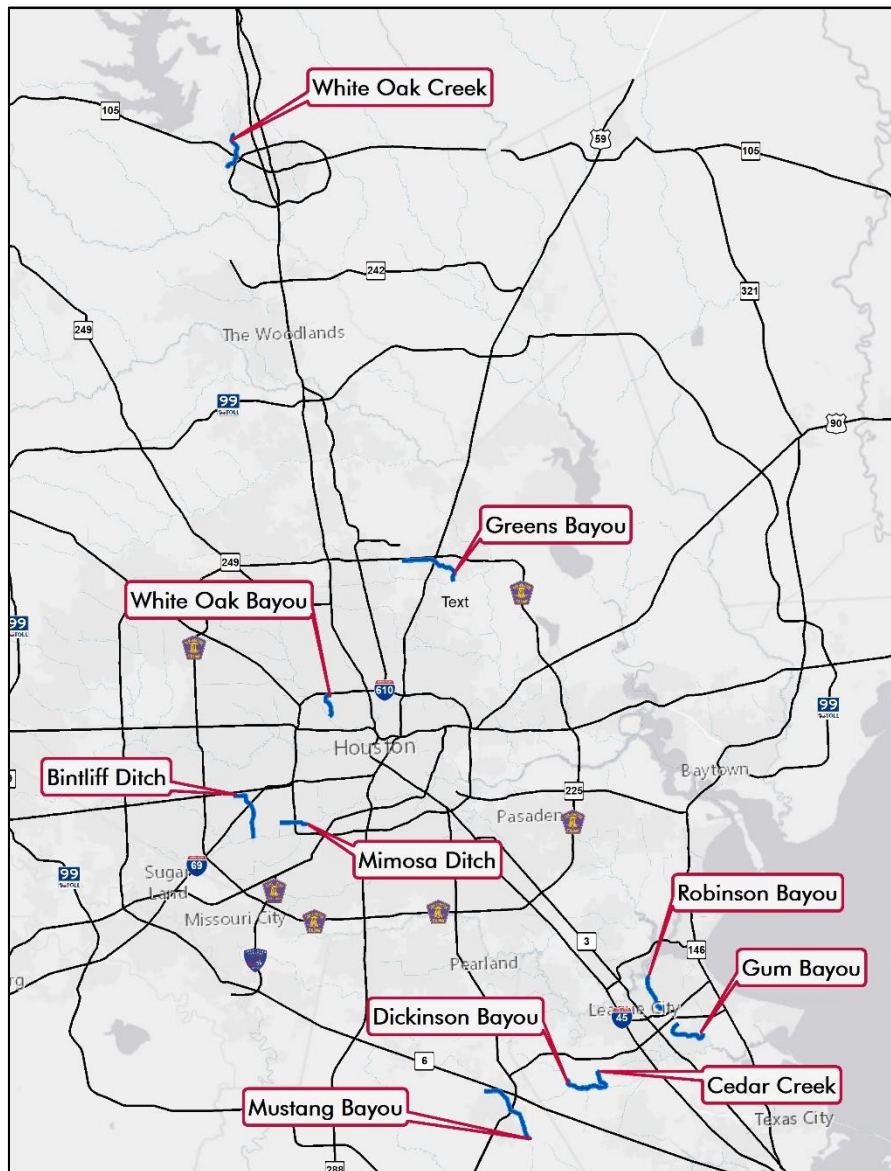 White Oak Creek
105
59
105
242
321
249
The Woodlands
99
90
Greens Bayou
249
Text
White Oak Bayou
99
610
99
Houston
Baytown
Bintliff Ditch
225
Pasaden
Mimosa Ditch
99
69
Sugar
Land
Robinson Bayou
Missouri City
3
146
Pearland
Gum Bayou
League City
45
Dickinson Bayou
6
Cedar Creek
Mustang Bayou
Texas City
288